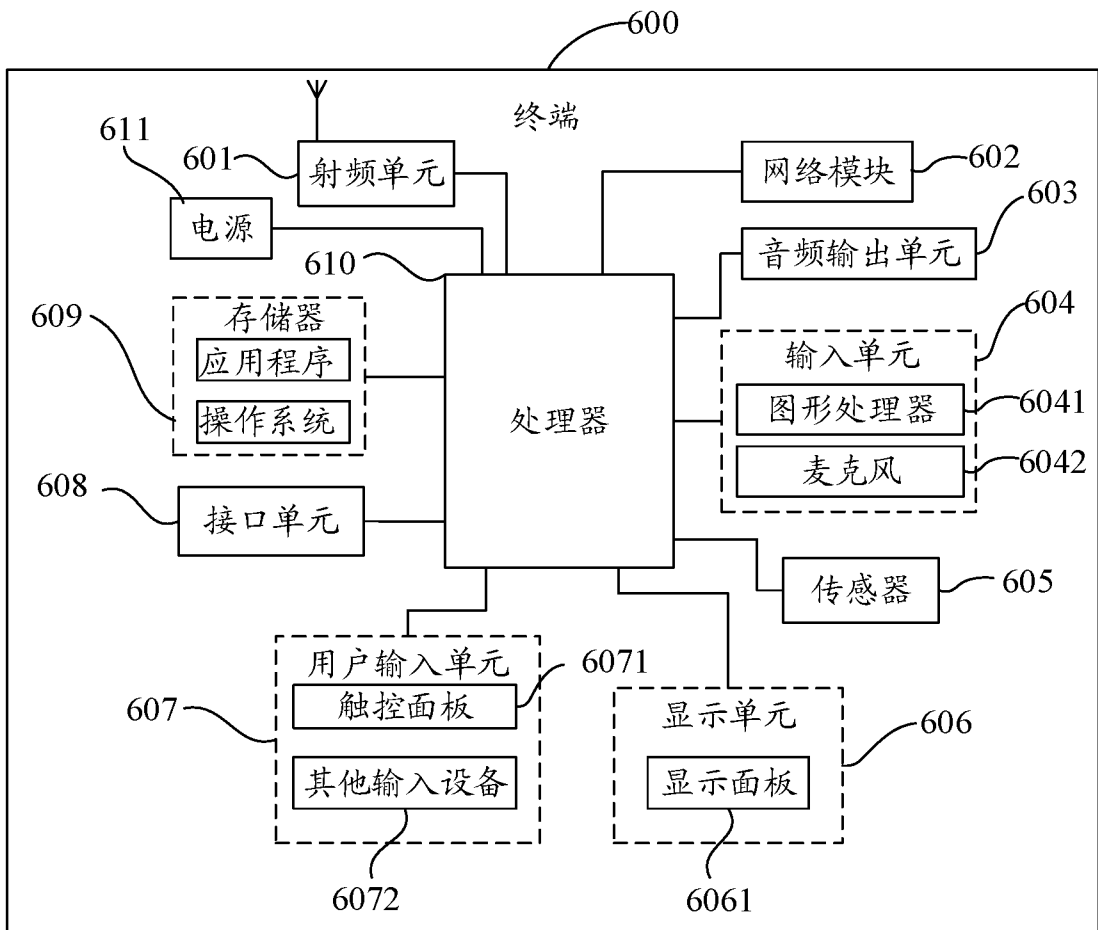 600
终端
611
601
射频单元
网络模块
602
电源
603
音频输出单元
610
609
存储器
应用程序
操作系统
604
输入单元
图形处理器
6041
麦克风
6042
处理器
608
接口单元
传感器
605
用户输入单元
6071
触控面板
607
其他输入设备
6072
显示单元
606
显示面板
6061